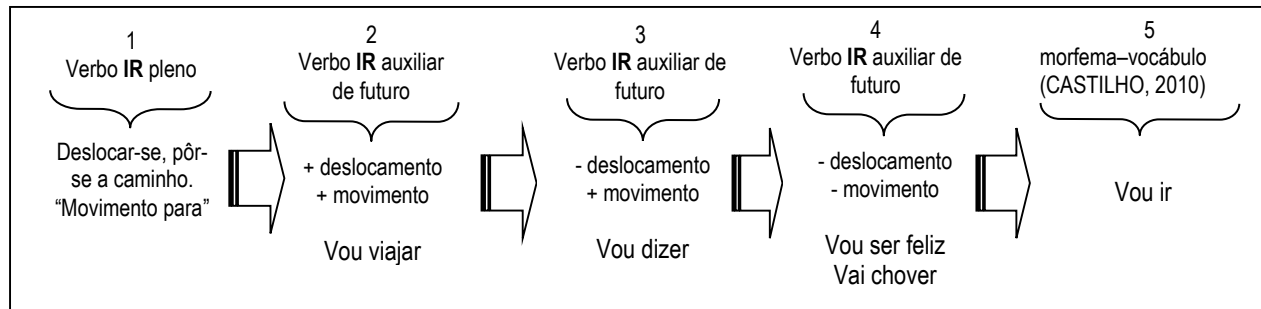 1
Verbo IR pleno
Deslocar-se, pôr-
se a caminho.
“Movimento para”
2
Verbo IR auxiliar
de futuro
+ deslocamento
+ movimento
Vou viajar
3
Verbo IR auxiliar de
futuro
- deslocamento
+ movimento
Vou dizer
4
Verbo IR auxiliar de
futuro
- deslocamento
- movimento
Vou ser feliz
Vai chover
5
morfema–vocábulo
(CASTILHO, 2010)
Vou ir